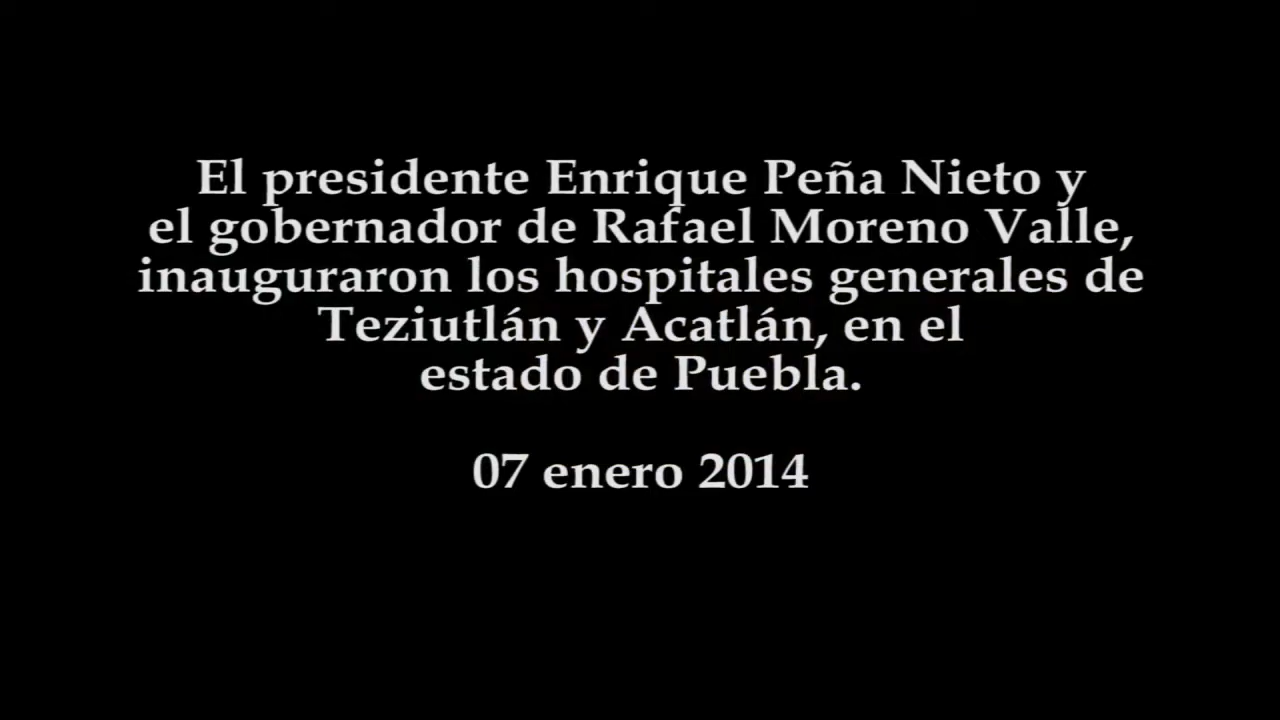 El presidente Enrique Peña Nieto y
el gobernador de Rafael Moreno Valle,
inauguraron los hospitales generales de
Teziutlán y Acatlán, en el
estado de Puebla.
07 enero 2014